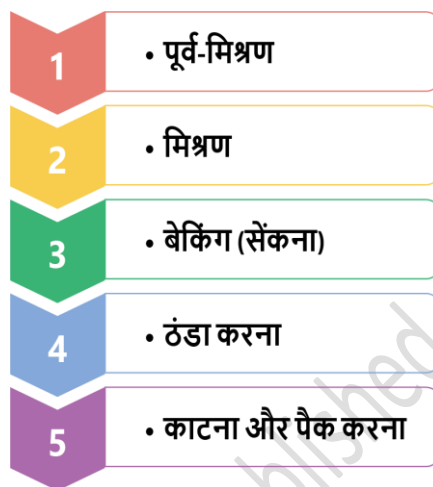 1
• पूर्व-मिश्रण
2
• मिश्रण
3
• बेकिंग (सेंकना)
4
• ठंडा करना
5
• काटना और पैक करना